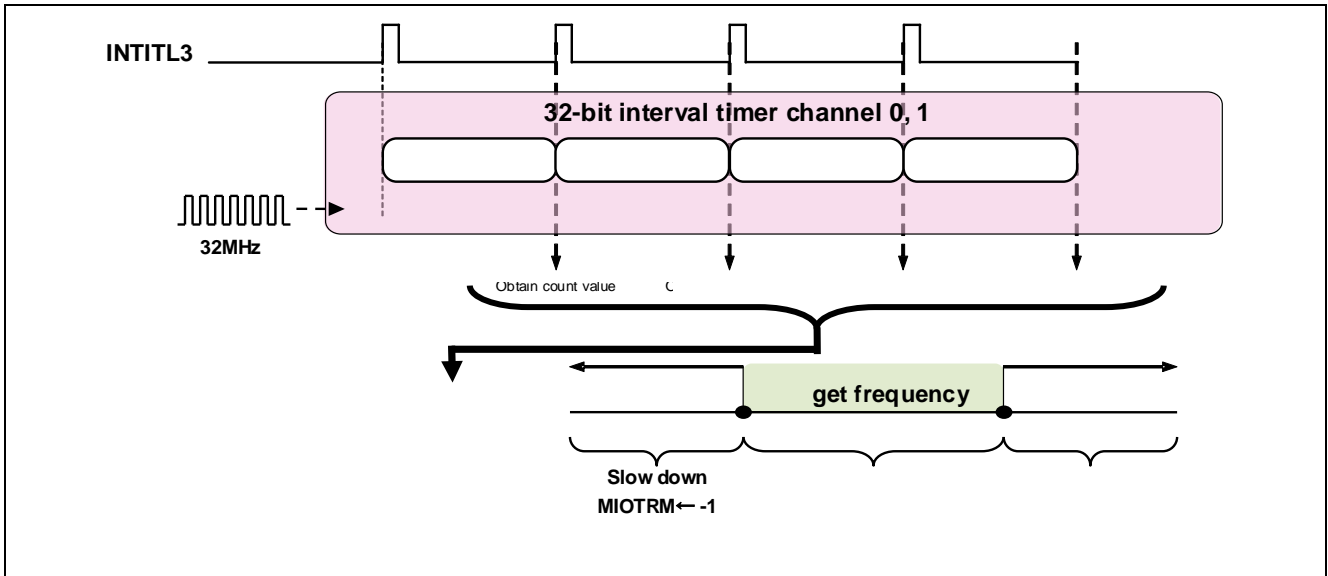 INTITL3
32-bit interval timer channel 0, 1
32MHz
Obtain count value
get frequency
Slow down
MIOTRM← -1